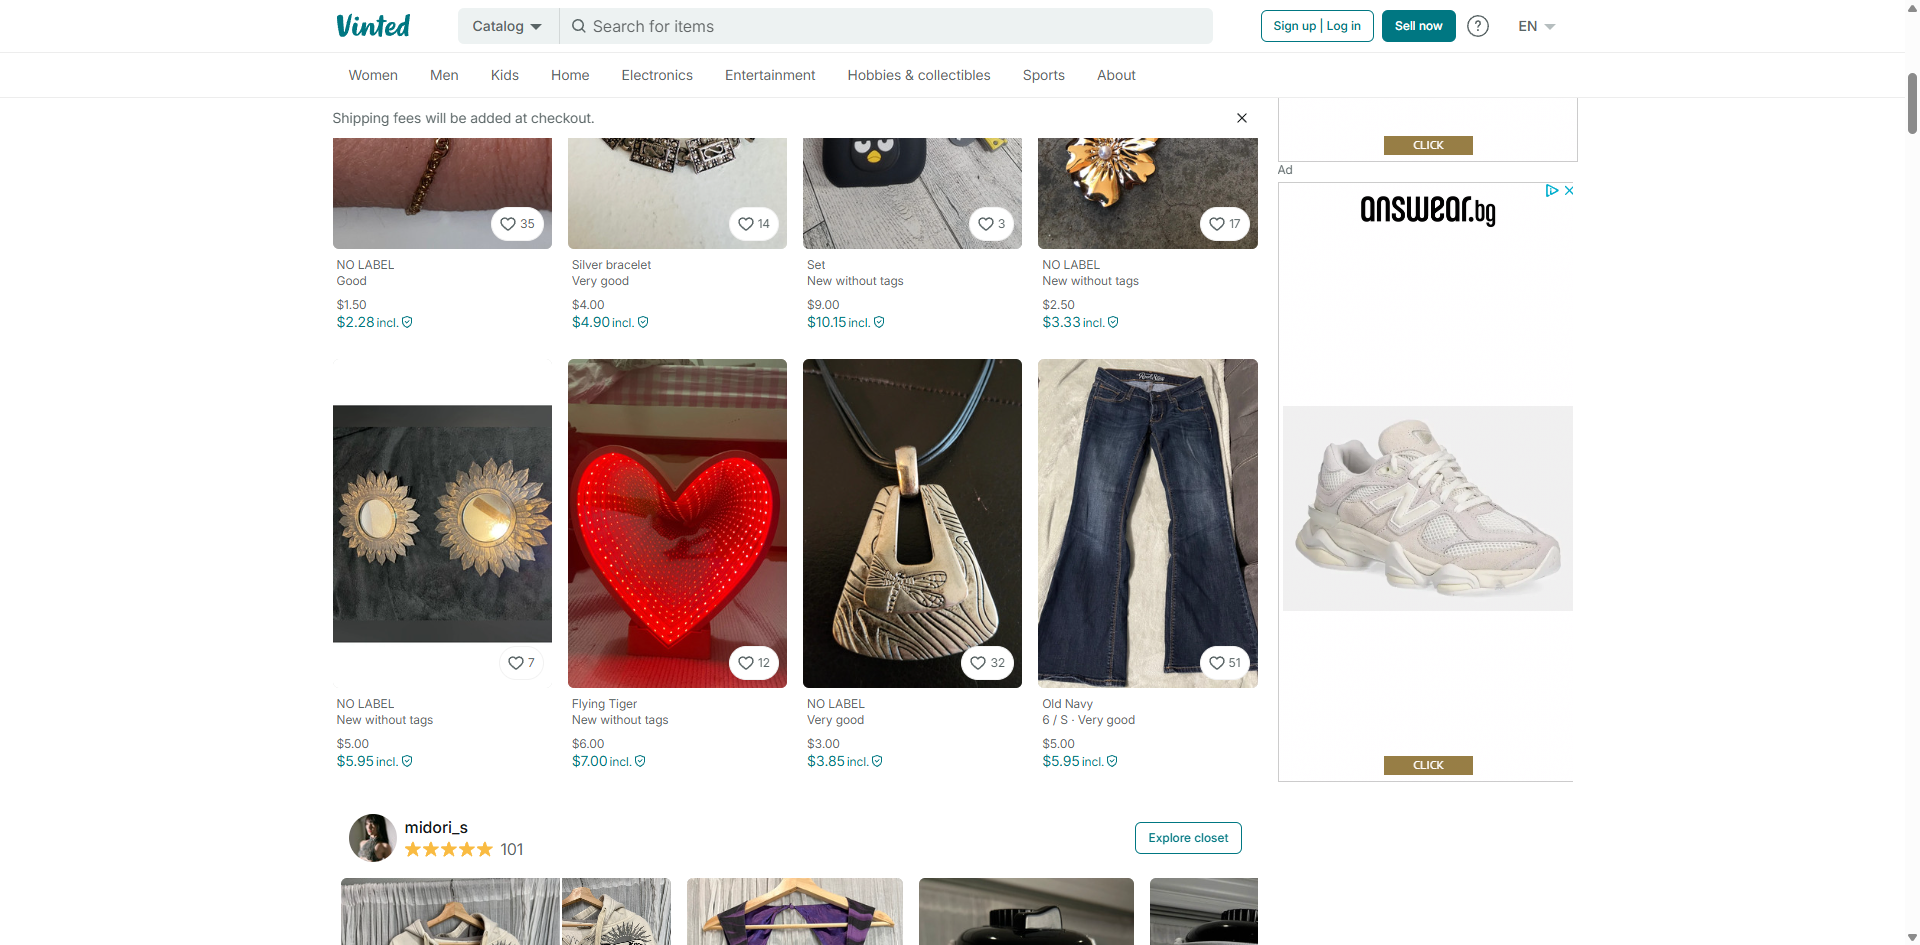 Vinted
Catalog
Search for items
Sign up | Log in
Sell now
?
EN
Women
Men
Kids
Home
Electronics
Entertainment
Hobbies & collectibles
Sports
About
Shipping fees will be added at checkout.
CLICK
Ad
answear.bg
35
14
3
17
NO LABEL
Good
$1.50
$2.28 incl.
Silver bracelet
Very good
$4.00
$4.90 incl.
Set
New without tags
$9.00
$10.15 incl.
NO LABEL
New without tags
$2.50
$3.33 incl.
7
12
32
51
NO LABEL
New without tags
$5.00
$5.95 incl.
Flying Tiger
New without tags
$6.00
$7.00 incl.
NO LABEL
Very good
$3.00
$3.85 incl.
Old Navy
6 / S · Very good
$5.00
$5.95 incl.
CLICK
midori_s
101
Explore closet